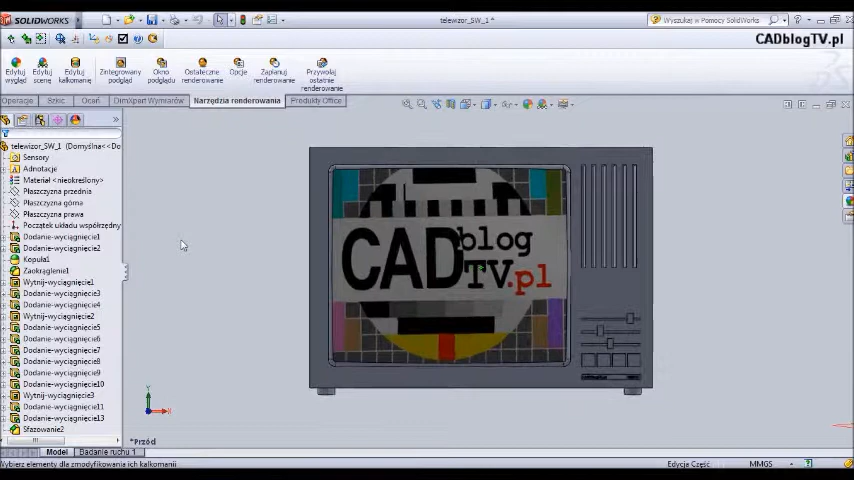 SOLIDWORKS
telewizor_SW_1 *
Wyszukaj w Pomocy SolidWorks
CADblogTV.pl
Edytuj wygląd
Edytuj scenę
Edytuj kalkomanię
Zintegrowany podgląd
Okno podglądu
Ostateczne renderowanie
Opcje
Zaplanuj renderowanie
Przywołaj ostatnie renderowanie
Operacje
Szkic
Oceń
DimXpert Wymiarów
Narzędzia renderowania
Produkty Office
telewizor_SW_1 (Domyślna<<Do
Sensory
Adnotacje
Materiał <nieokreślony>
Płaszczyzna przednia
Płaszczyzna górna
Płaszczyzna prawa
Początek układu współrzędny
Dodanie-wyciągnięcie1
Dodanie-wyciągnięcie2
Kopuła1
Zaokrąglenie1
Wytnij-wyciągnięcie1
Dodanie-wyciągnięcie3
Dodanie-wyciągnięcie4
Wytnij-wyciągnięcie2
Dodanie-wyciągnięcie5
Dodanie-wyciągnięcie6
Dodanie-wyciągnięcie7
Dodanie-wyciągnięcie8
Dodanie-wyciągnięcie9
Dodanie-wyciągnięcie10
Wytnij-wyciągnięcie3
Dodanie-wyciągnięcie11
Dodanie-wyciągnięcie13
Sfazowanie2
CAD blog
TV.pl
Y
X
*Przód
Model
Badanie ruchu 1
Wybierz elementy dla zmodyfikowania ich kalkomanii
Edycja Część
MMGS